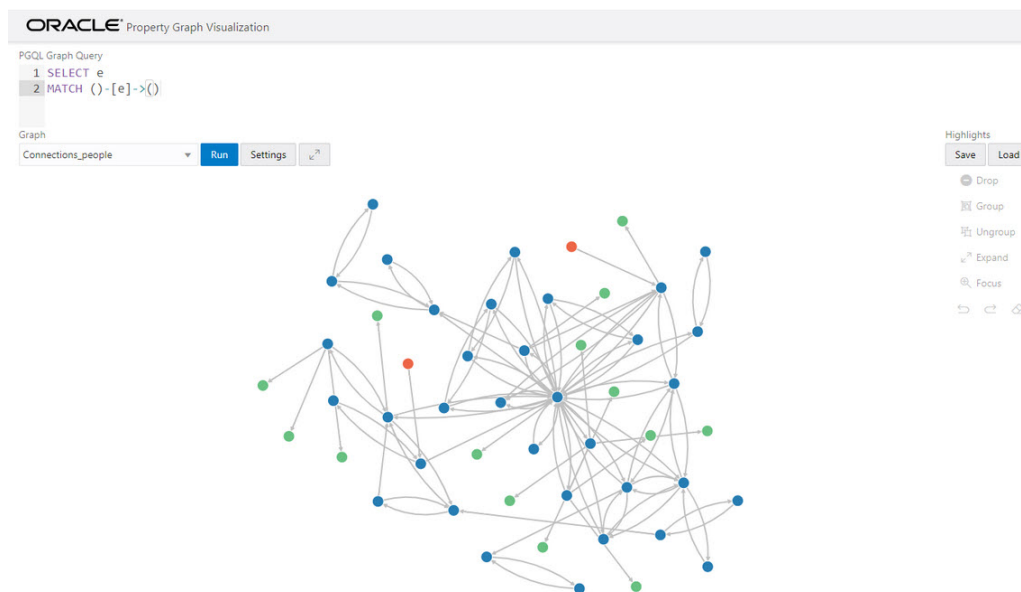 ORACLE® Property Graph Visualization
PGQL Graph Query
1 SELECT e
2 MATCH ()-[e]->()
Graph
Connections_people
Run
Settings
Highlights
Save
Load
Drop
Group
Ungroup
Expand
Focus